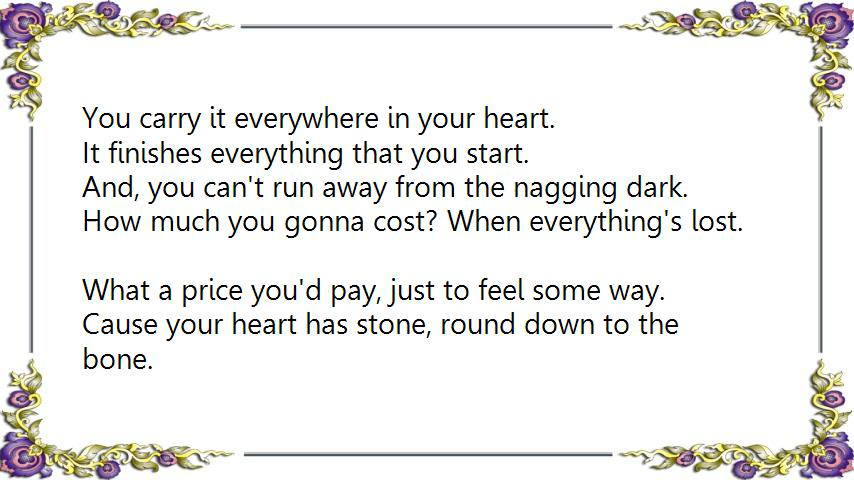 You carry it everywhere in your heart.
It finishes everything that you start.
And, you can't run away from the nagging dark.
How much you gonna cost? When everything's lost.
What a price you'd pay, just to feel some way.
Cause your heart has stone, round down to the
bone.